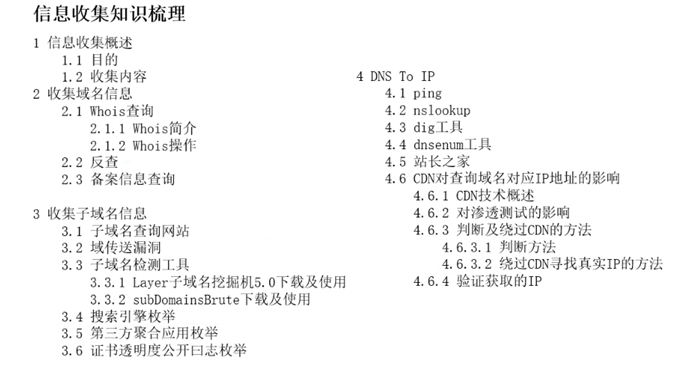 信息收集知识梳理
1 信息收集概述
1.1 目的
1.2 收集内容
2 收集域名信息
2.1 Whois查询
2.1.1 Whois简介
2.1.2 Whois操作
2.2 反查
2.3 备案信息查询
3 收集子域名信息
3.1 子域名查询网站
3.2 域传送漏洞
3.3 子域名检测工具
3.3.1 Layer子域名挖掘机5.0下载及使用
3.3.2 subDomainsBrute下载及使用
3.4 搜索引擎枚举
3.5 第三方聚合应用枚举
3.6 证书透明度公开曰志枚举
4 DNS To IP
4.1 ping
4.2 nslookup
4.3 dig工具
4.4 dnsenum工具
4.5 站长之家
4.6 CDN对查询域名对应IP地址的影响
4.6.1 CDN技术概述
4.6.2 对渗透测试的影响
4.6.3 判断及绕过CDN的方法
4.6.3.1 判断方法
4.6.3.2 绕过CDN寻找真实IP的方法
4.6.4 验证获取的IP